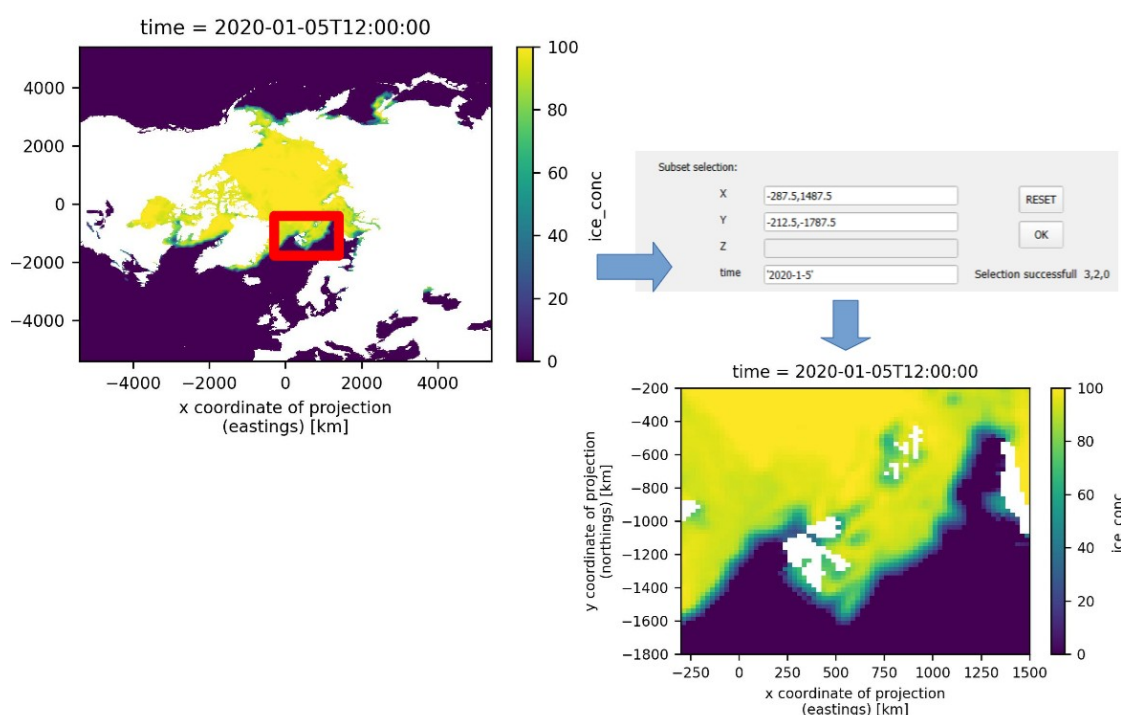 time = 2020-01-05T12:00:00
4000
2000
0
−2000
−4000
−4000
−2000
0
2000
4000
x coordinate of projection
(eastings) [km]
100
80
60
40
20
0
ice_conc
Subset selection:
X
-287.5,1487.5
RESET
Y
-212.5,-1787.5
OK
Z
time
'2020-1-5'
Selection successfull 3,2,0
time = 2020-01-05T12:00:00
−200
−400
−600
−800
−1000
−1200
−1400
−1600
−1800
y coordinate of projection
(northings) [km]
−250
0
250
500
750
1000
1250
1500
x coordinate of projection
(eastings) [km]
100
80
60
40
20
0
ice_conc